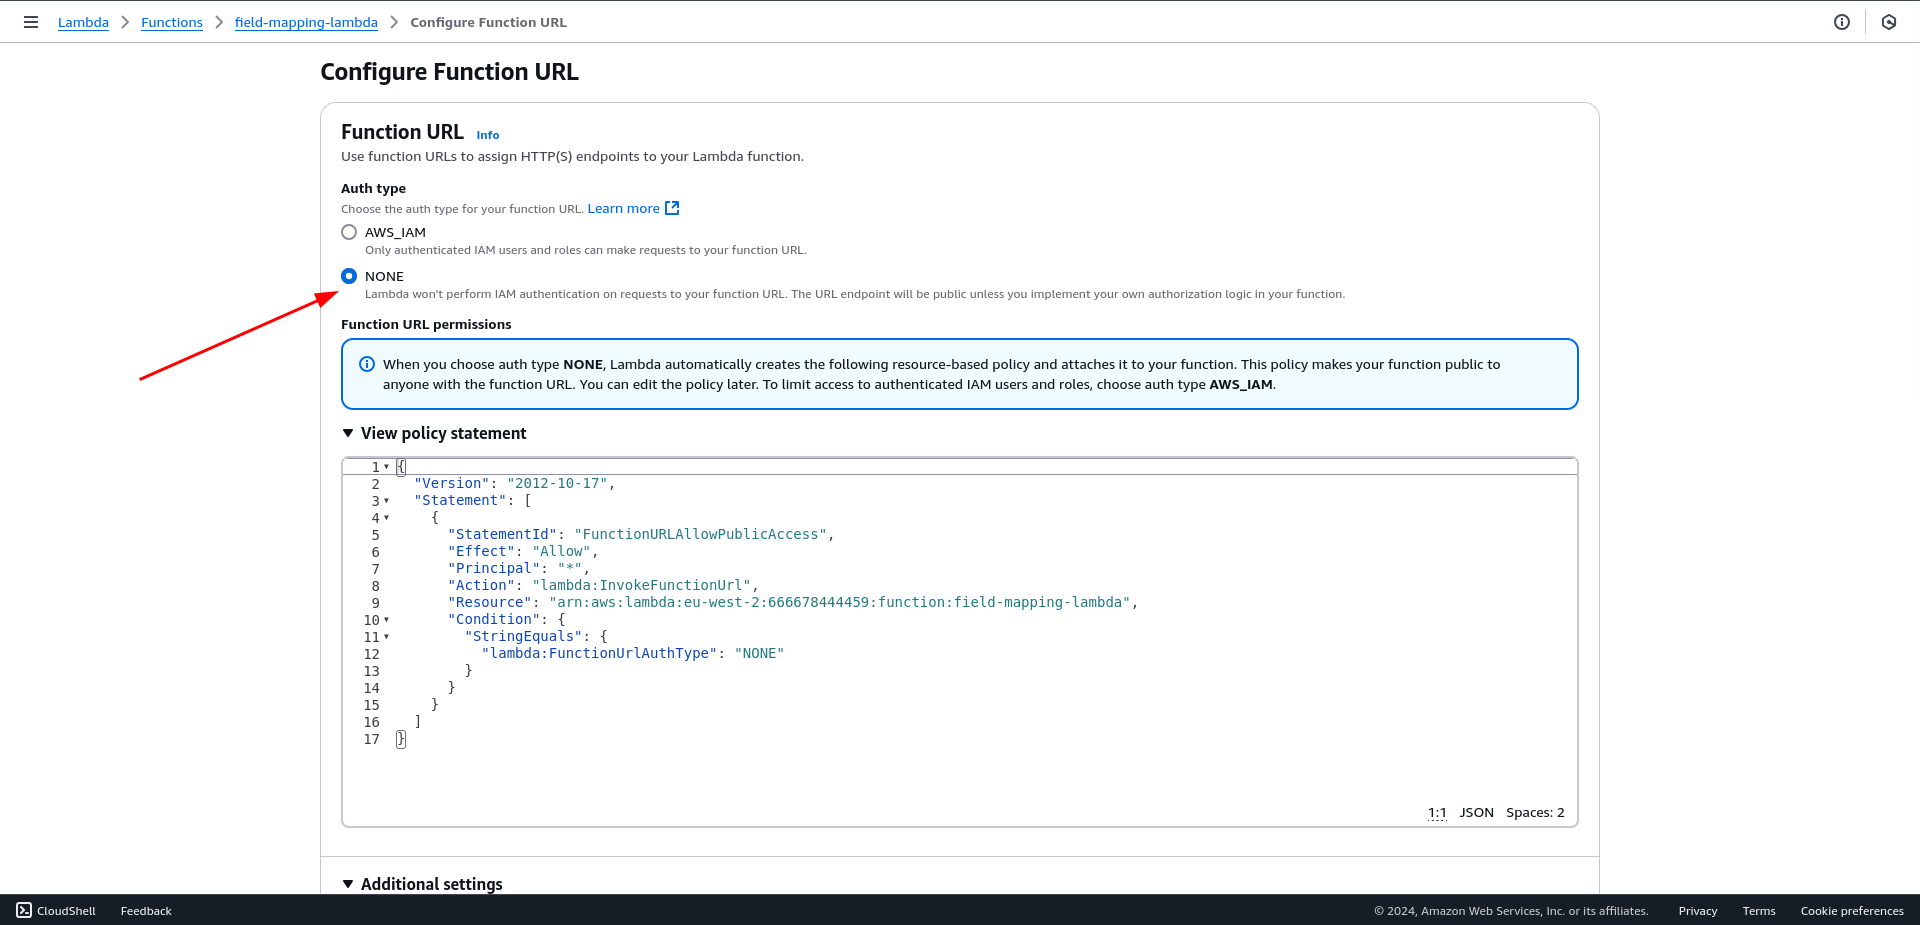 Lambda > Functions > field-mapping-lambda > Configure Function URL
Configure Function URL
Function URL Info
Use function URLs to assign HTTP(S) endpoints to your Lambda function.
Auth type
Choose the auth type for your function URL. Learn more
AWS_IAM
Only authenticated IAM users and roles can make requests to your function URL.
NONE
Lambda won't perform IAM authentication on requests to your function URL. The URL endpoint will be public unless you implement your own authorization logic in your function.
Function URL permissions
When you choose auth type NONE, Lambda automatically creates the following resource-based policy and attaches it to your function. This policy makes your function public to
anyone with the function URL. You can edit the policy later. To limit access to authenticated IAM users and roles, choose auth type AWS_IAM.
View policy statement
1 {
2 "Version": "2012-10-17",
3 "Statement": [
4 {
5 "StatementId": "FunctionURLAllowPublicAccess",
6 "Effect": "Allow",
7 "Principal": "*",
8 "Action": "lambda:InvokeFunctionUrl",
9 "Resource": "arn:aws:lambda:eu-west-2:666678444459:function:field-mapping-lambda",
10 "Condition": {
11 "StringEquals": {
12 "lambda:FunctionUrlAuthType": "NONE"
13 }
14 }
15 }
16 ]
17 }
1:1 JSON Spaces: 2
Additional settings
CloudShell Feedback © 2024, Amazon Web Services, Inc. or its affiliates. Privacy Terms Cookie preferences